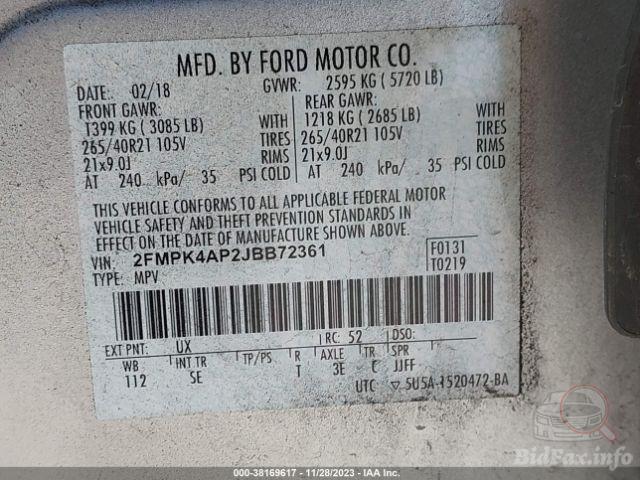 MFD. BY FORD MOTOR CO.
DATE: 02/18 GVWR: 2595 KG ( 5720 LB)
FRONT GAWR: REAR GAWR:
1399 KG ( 3085 LB) WITH 1218 KG ( 2685 LB) WITH
265/40R21 105V TIRES 265/40R21 105V TIRES
21x9.0J RIMS 21x9.0J RIMS
AT 240 kPa/ 35 PSI COLD AT 240 kPa/ 35 PSI COLD
THIS VEHICLE CONFORMS TO ALL APPLICABLE FEDERAL MOTOR
VEHICLE SAFETY AND THEFT PREVENTION STANDARDS IN
EFFECT ON THE DATE OF MANUFACTURE SHOWN ABOVE.
VIN: 2FMPK4AP2JBB72361 F0131
TYPE: MPV T0219
EXT PNT: UX RC: 52 DSO:
WB INT TR TP/PS R AXLE TR SPR
112 SE T 3E C JJFF
UTC ▽ 5U5A-1520472-BA
000-38169617 - 11/28/2023 - IAA Inc.
BidFax.info